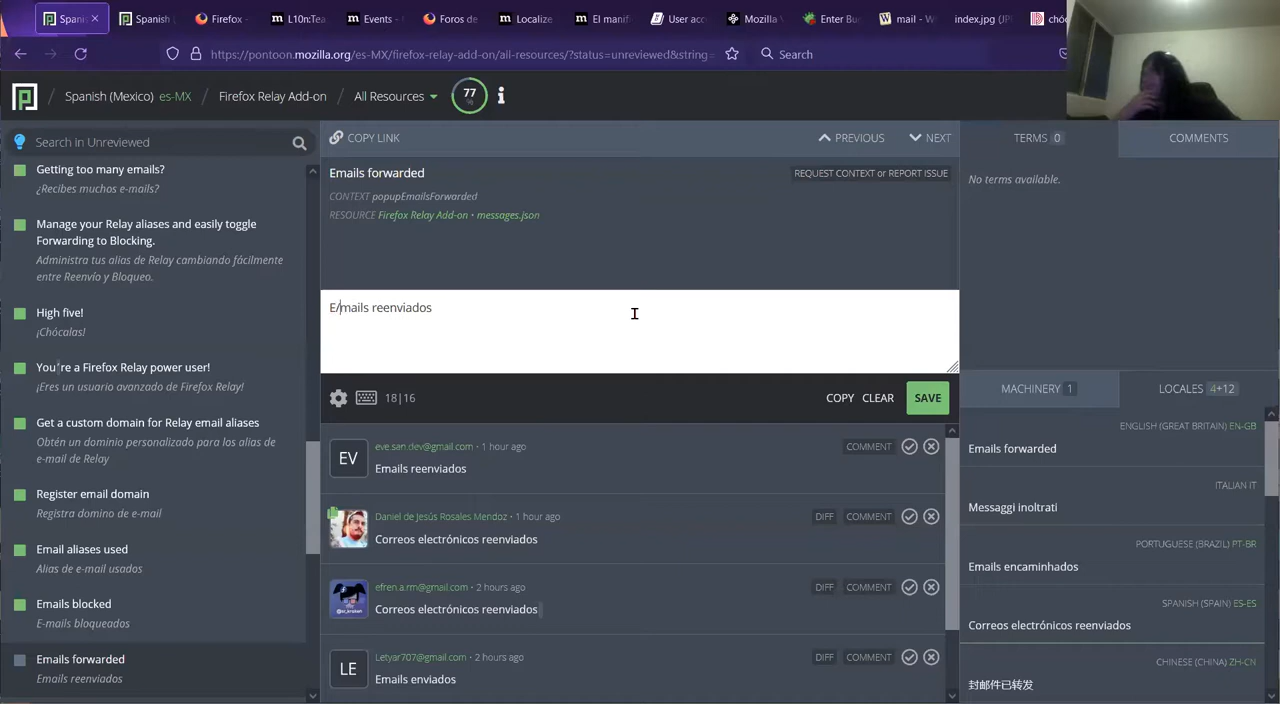 Spani
Spanish (
Firefox -
L10n:Tea
Events -
Foros de
Localize
El manif
User acc
Mozilla
Enter Bu
mail - W
index.jpg (JP
chóc
https://pontoon.mozilla.org/es-MX/firefox-relay-add-on/all-resources/?status=unreviewed&string=
Search
/ Spanish (Mexico) es-MX / Firefox Relay Add-on / All Resources
77
%
Search in Unreviewed
COPY LINK
PREVIOUS
NEXT
TERMS 0
COMMENTS
Getting too many emails?
¿Recibes muchos e-mails?
Manage your Relay aliases and easily toggle
Forwarding to Blocking.
Administra tus alias de Relay cambiando fácilmente
entre Reenvío y Bloqueo.
High five!
¡Chócalas!
You're a Firefox Relay power user!
¡Eres un usuario avanzado de Firefox Relay!
Get a custom domain for Relay email aliases
Obtén un dominio personalizado para los alias de
e-mail de Relay
Register email domain
Registra domino de e-mail
Email aliases used
Alias de e-mail usados
Emails blocked
E-mails bloqueados
Emails forwarded
Emails reenviados
Emails forwarded
REQUEST CONTEXT or REPORT ISSUE
CONTEXT popupEmailsForwarded
RESOURCE Firefox Relay Add-on • messages.json
E/mails reenviados
18|16
COPY
CLEAR
SAVE
EV
eve.san.dev@gmail.com • 1 hour ago
COMMENT
Emails reenviados
Daniel de Jesús Rosales Mendoz • 1 hour ago
DIFF
COMMENT
Correos electrónicos reenviados
efren.a.rm@gmail.com • 2 hours ago
DIFF
COMMENT
Correos electrónicos reenviados
LE
Letyar707@gmail.com • 2 hours ago
DIFF
COMMENT
Emails enviados
No terms available.
MACHINERY 1
LOCALES 4+12
ENGLISH (GREAT BRITAIN) EN-GB
Emails forwarded
ITALIAN IT
Messaggi inoltrati
PORTUGUESE (BRAZIL) PT-BR
Emails encaminhados
SPANISH (SPAIN) ES-ES
Correos electrónicos reenviados
CHINESE (CHINA) ZH-CN
封邮件已转发